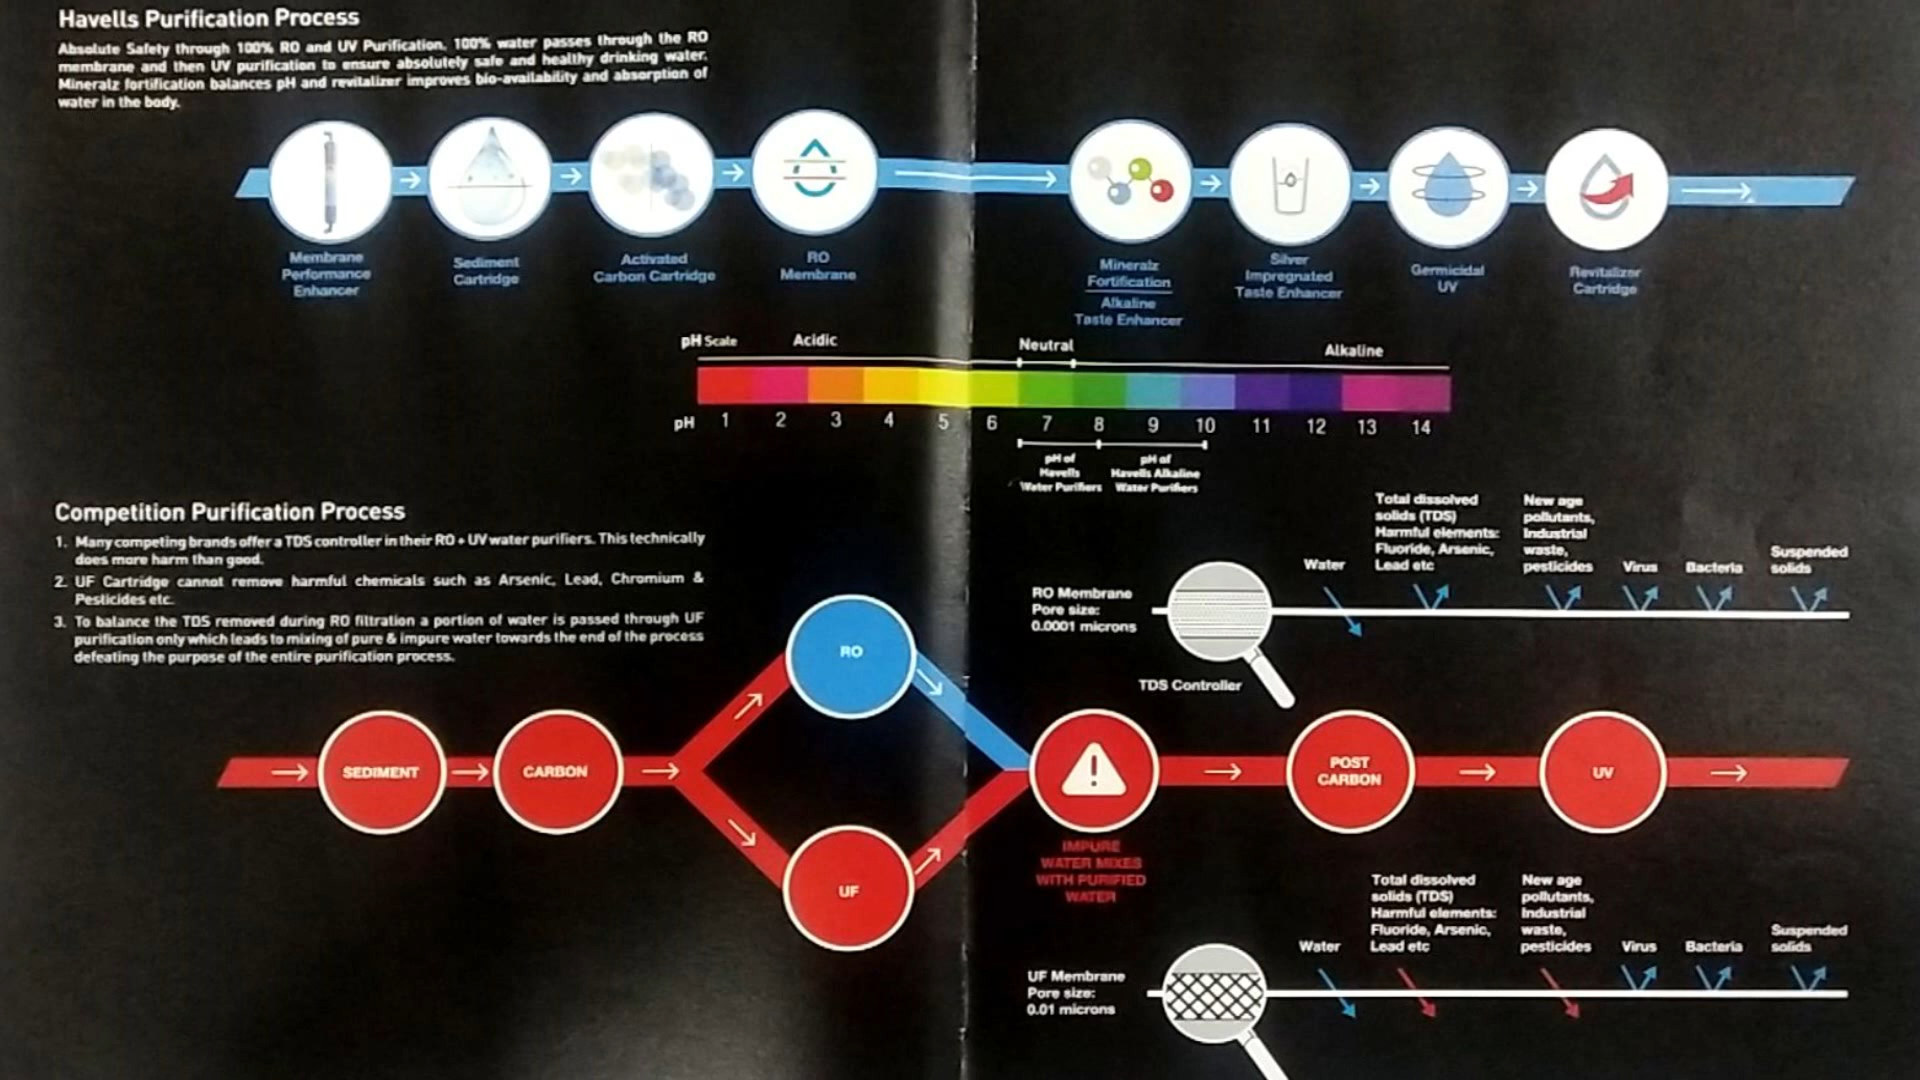 Havells Purification Process
Absolute Safety through 100% RO and UV Purification. 100% water passes through the RO
membrane and then UV purification to ensure absolutely safe and healthy drinking water.
Mineralz fortification balances pH and revitalizer improves bio-availability and absorption of
water in the body.
Membrane
Performance
Enhancer
Sediment
Cartridge
Activated
Carbon Cartridge
RO
Membrane
Mineralz
Fortification
Alkaline
Taste Enhancer
Silver
Impregnated
Taste Enhancer
Germicidal
UV
Revitalizer
Cartridge
pH Scale
Acidic
Neutral
Alkaline
pH 1 2 3 4 5 6 7 8 9 10 11 12 13 14
pH of
Havells
Water Purifiers
pH of
Havells Alkaline
Water Purifiers
Competition Purification Process
1. Many competing brands offer a TDS controller in their RO + UV water purifiers. This technically
does more harm than good.
2. UF Cartridge cannot remove harmful chemicals such as Arsenic, Lead, Chromium &
Pesticides etc.
3. To balance the TDS removed during RO filtration a portion of water is passed through UF
purification only which leads to mixing of pure & impure water towards the end of the process
defeating the purpose of the entire purification process.
RO Membrane
Pore size:
0.0001 microns
Water
Total dissolved
solids (TDS)
Harmful elements:
Fluoride, Arsenic,
Lead etc
New age
pollutants,
Industrial
waste,
pesticides
Virus
Bacteria
Suspended
solids
TDS Controller
SEDIMENT
CARBON
RO
UF
!
IMPURE
WATER MIXES
WITH PURIFIED
WATER
POST
CARBON
UV
UF Membrane
Pore size:
0.01 microns
Water
Total dissolved
solids (TDS)
Harmful elements:
Fluoride, Arsenic,
Lead etc
New age
pollutants,
Industrial
waste,
pesticides
Virus
Bacteria
Suspended
solids